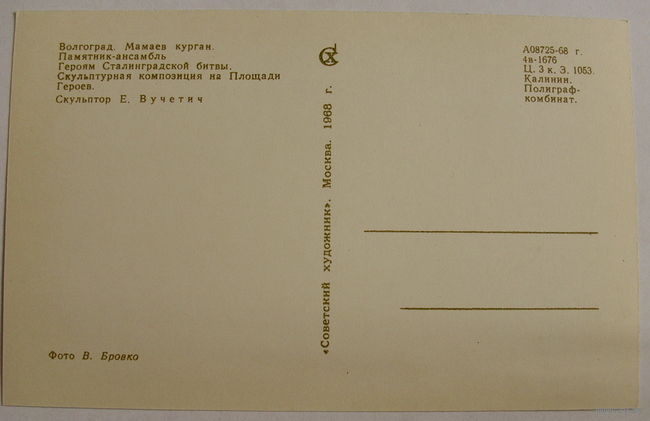 Волгоград. Мамаев курган.
Памятник-ансамбль
Героям Сталинградской битвы.
Скульптурная композиция на Площади
Героев.
Скульптор Е. Вучетич
Фото В. Бровко
«Советский художник». Москва. 1968 г.
СХ
А08725-68 г.
4в-1676
Ц. 3 к. З. 1053.
Калинин.
Полиграф-
комбинат.